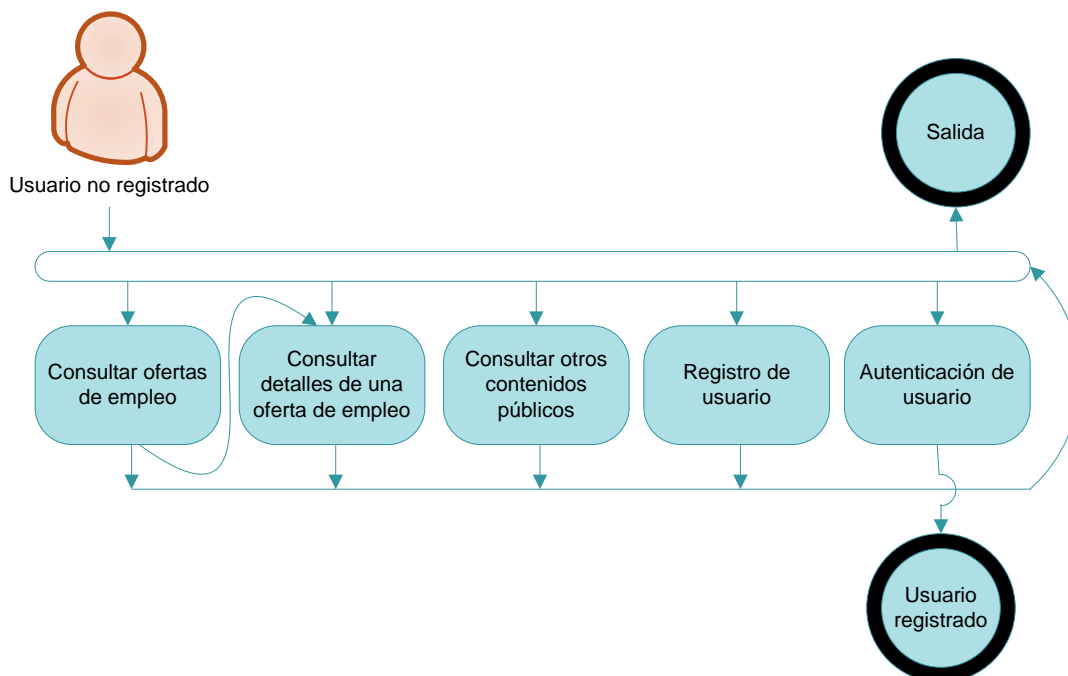 Usuario no registrado
Salida
Consultar ofertas
de empleo
Consultar
detalles de una
oferta de empleo
Consultar otros
contenidos
públicos
Registro de
usuario
Autenticación de
usuario
Usuario
registrado